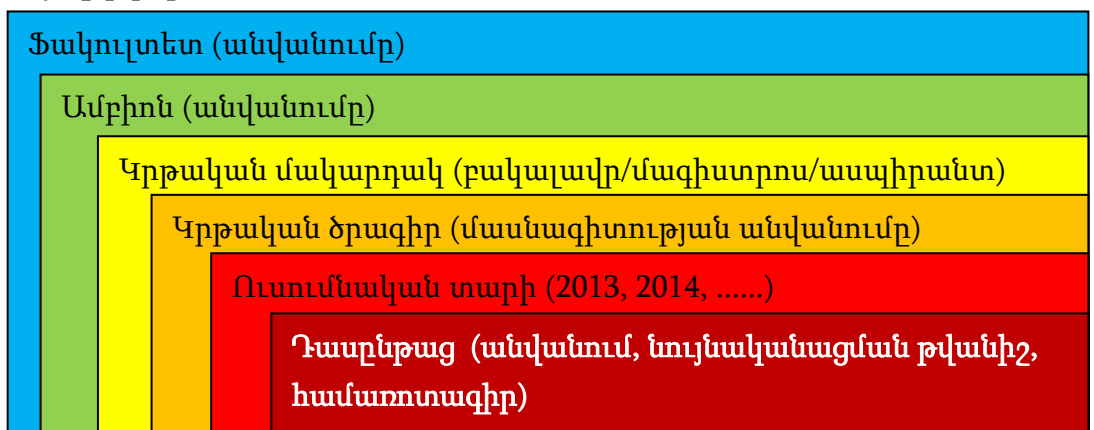 Ֆակուլտետ (անվանումը)
Ամբիոն (անվանումը)
Կրթական մակարդակ (բակալավր/մագիստրոս/ասպիրանտ)
Կրթական ծրագիր (մասնագիտության անվանումը)
Ուսումնական տարի (2013, 2014, ......)
Դասընթաց (անվանում, նույնականացման թվանիշ,
համառոտագիր)